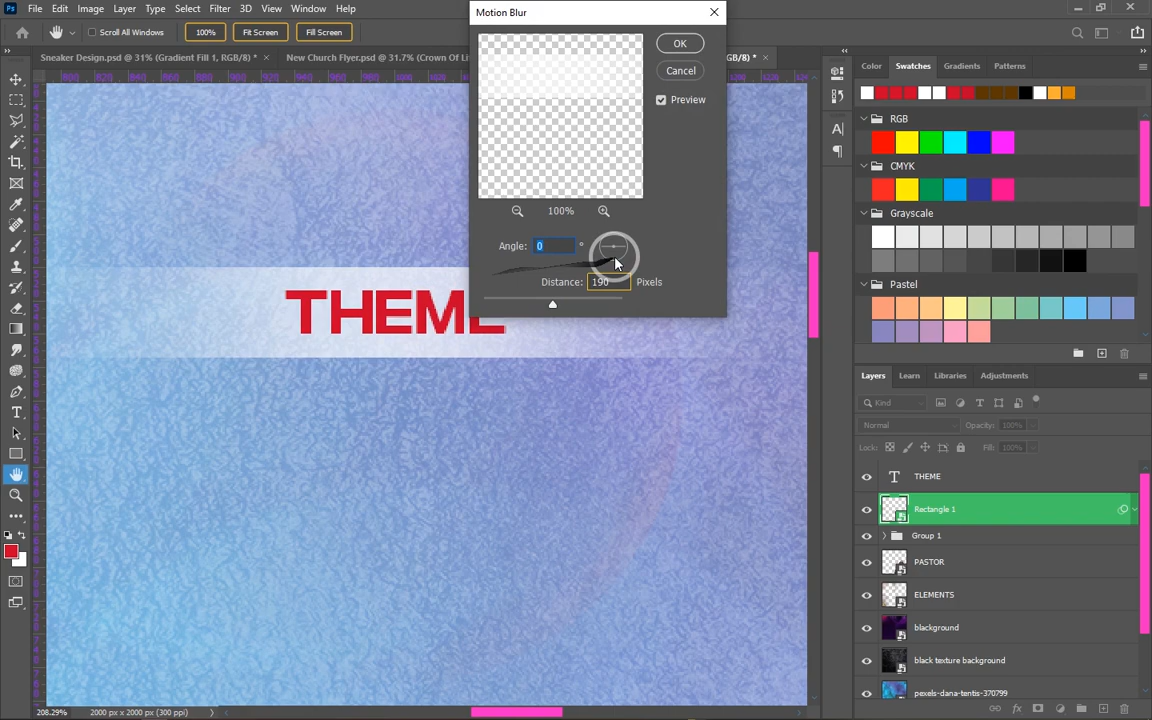 Ps File Edit Image Layer Type Select Filter 3D View Window Help
Motion Blur
Scroll All Windows 100% Fit Screen Fill Screen
OK
Cancel
Preview
Sneaker Design.psd @ 31% (Gradient Fill 1, RGB/8) * × New Church Flyer.psd @ 31.7% (Crown Of Li
GB/8) * ×
Color Swatches Gradients Patterns
RGB
CMYK
Grayscale
Pastel
100%
Angle: 0 °
Distance: 190 Pixels
THEME
Layers Learn Libraries Adjustments
Kind
Normal Opacity: 100%
Lock: Fill: 100%
THEME
Rectangle 1
Group 1
PASTOR
ELEMENTS
blackground
black texture background
pexels-dana-tentis-370799
208.29% 2000 px x 2000 px (300 ppi)